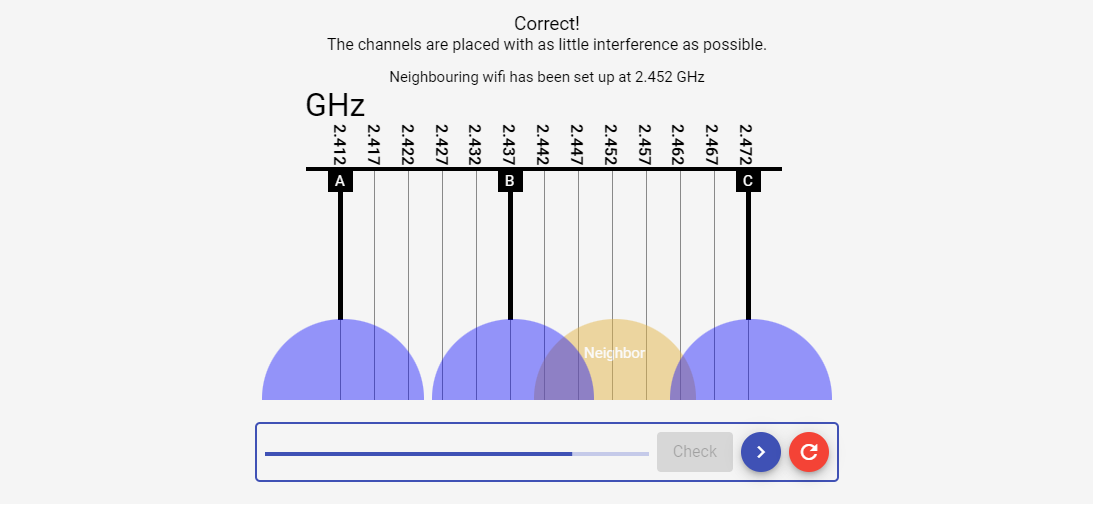 Correct!
The channels are placed with as little interference as possible.
Neighbouring wifi has been set up at 2.452 GHz
GHz
2.412 2.417 2.422 2.427 2.432 2.437 2.442 2.447 2.452 2.457 2.462 2.467 2.472
A B C
Neighbor
Check